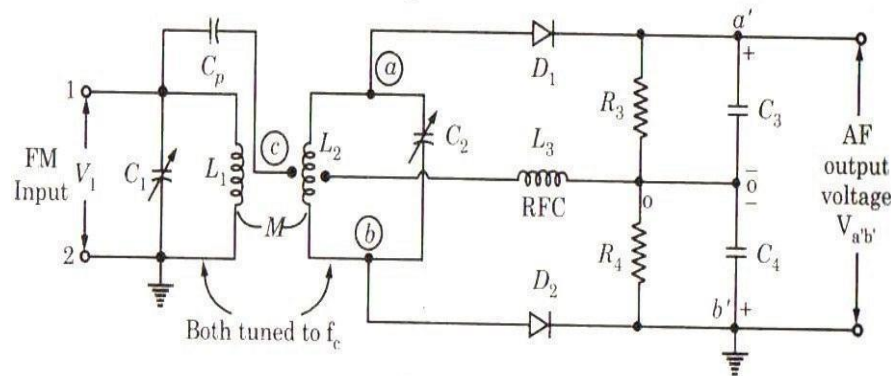 C_p
1
2
FM
Input
V_1
C_1
L_1
M
c
L_2
a
b
C_2
D_1
D_2
L_3
RFC
R_3
R_4
a'
+
C_3
−
o
o
−
C_4
b'
+
AF
output
voltage
V_a'b'
Both tuned to f_c